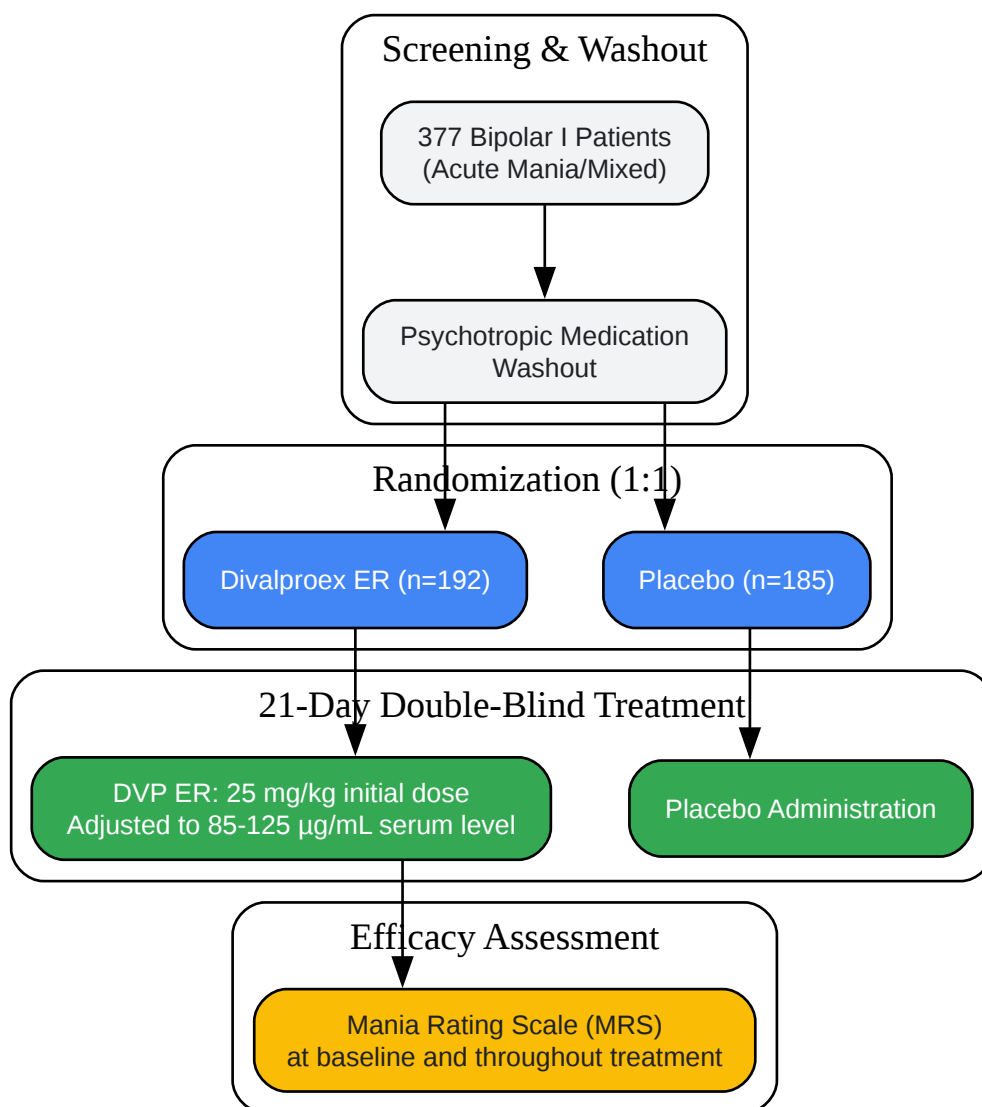 Screening & Washout
377 Bipolar I Patients
(Acute Mania/Mixed)
Psychotropic Medication
Washout
Randomization (1:1)
Divalproex ER (n=192)
Placebo (n=185)
21-Day Double-Blind Treatment
DVP ER: 25 mg/kg initial dose
Adjusted to 85-125 µg/mL serum level
Placebo Administration
Efficacy Assessment
Mania Rating Scale (MRS)
at baseline and throughout treatment